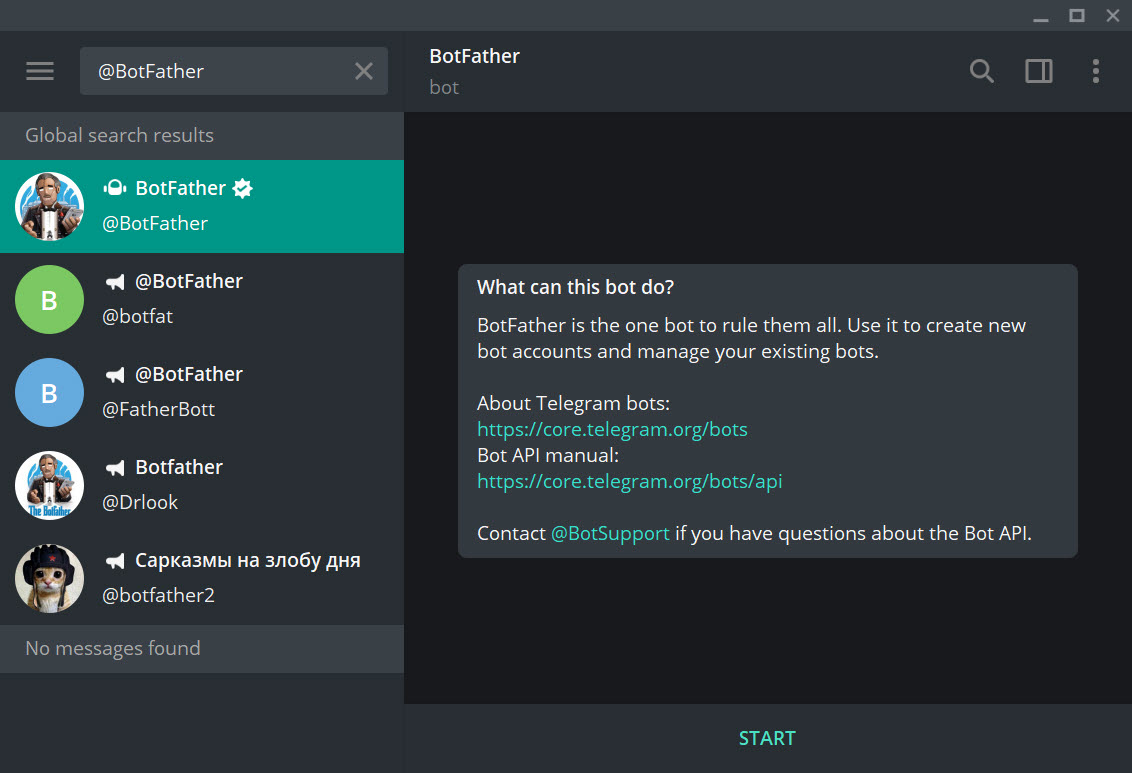 @BotFather
Global search results
BotFather
@BotFather
B
@BotFather
@botfat
B
@BotFather
@FatherBott
The Botfather
Botfather
@Drlook
Сарказмы на злобу дня
@botfather2
No messages found
BotFather
bot
What can this bot do?
BotFather is the one bot to rule them all. Use it to create new
bot accounts and manage your existing bots.
About Telegram bots:
https://core.telegram.org/bots
Bot API manual:
https://core.telegram.org/bots/api
Contact @BotSupport if you have questions about the Bot API.
START